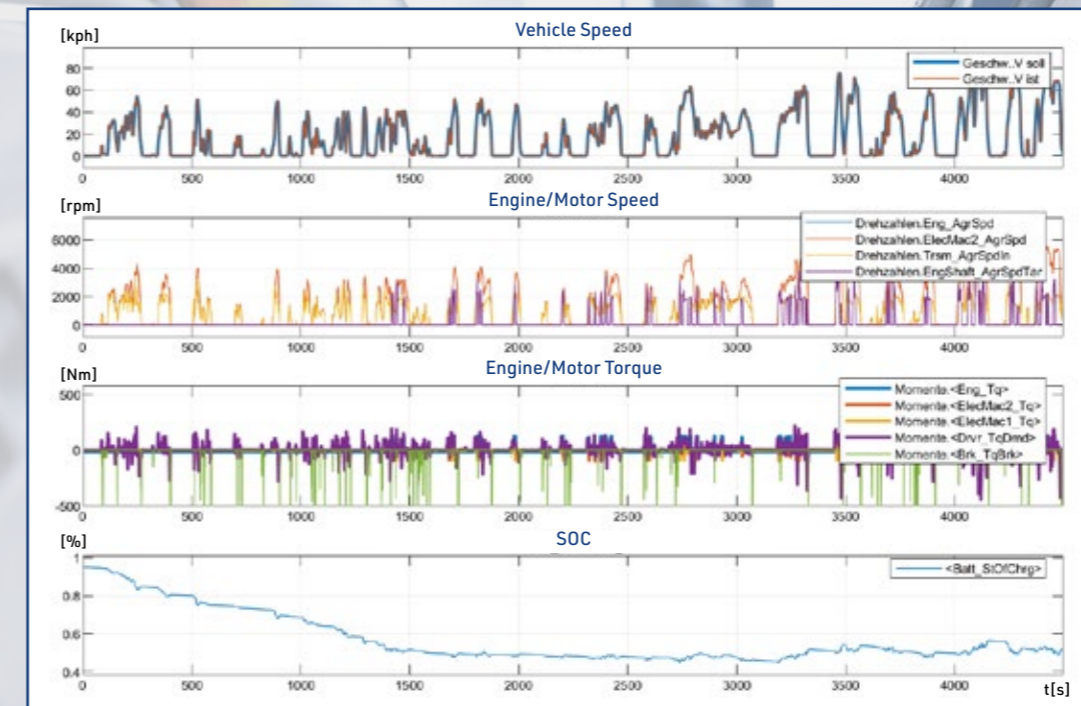 Vehicle Speed
[kph]
Geschw..V soll
Geschw..V ist
80
60
40
20
0
0 500 1000 1500 2000 2500 3000 3500 4000
Engine/Motor Speed
[rpm]
Drehzahlen.Eng_AgrSpd
Drehzahlen.ElecMac2_AgrSpd
Drehzahlen.Trsm_AgrSpdIn
Drehzahlen.EngShaft_AgrSpdTar
6000
4000
2000
0
0 500 1000 1500 2000 2500 3000 3500 4000
Engine/Motor Torque
[Nm]
Momente.<Eng_Tq>
Momente.<ElecMac2_Tq>
Momente.<ElecMac1_Tq>
Momente.<Drvr_TqDmd>
Momente.<Brk_TqBrk>
500
0
-500
0 500 1000 1500 2000 2500 3000 3500 4000
SOC
[%]
<Batt_StOfChrg>
1
0.8
0.6
0.4
0 500 1000 1500 2000 2500 3000 3500 4000
t[s]